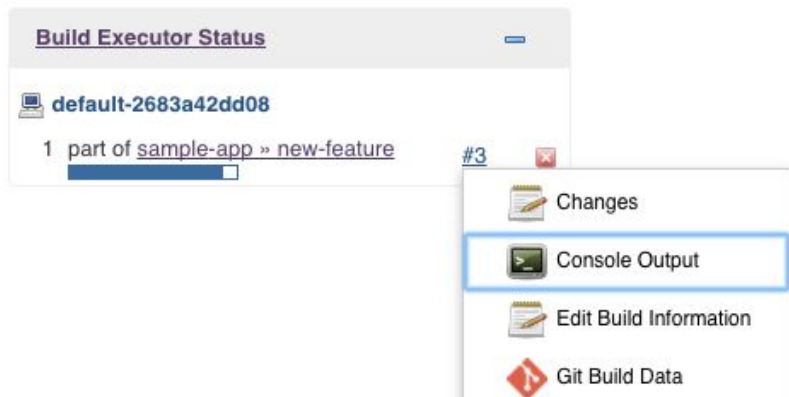 Build Executor Status
default-2683a42dd08
1 part of sample-app » new-feature #3
Changes
>_ Console Output
Edit Build Information
Git Build Data